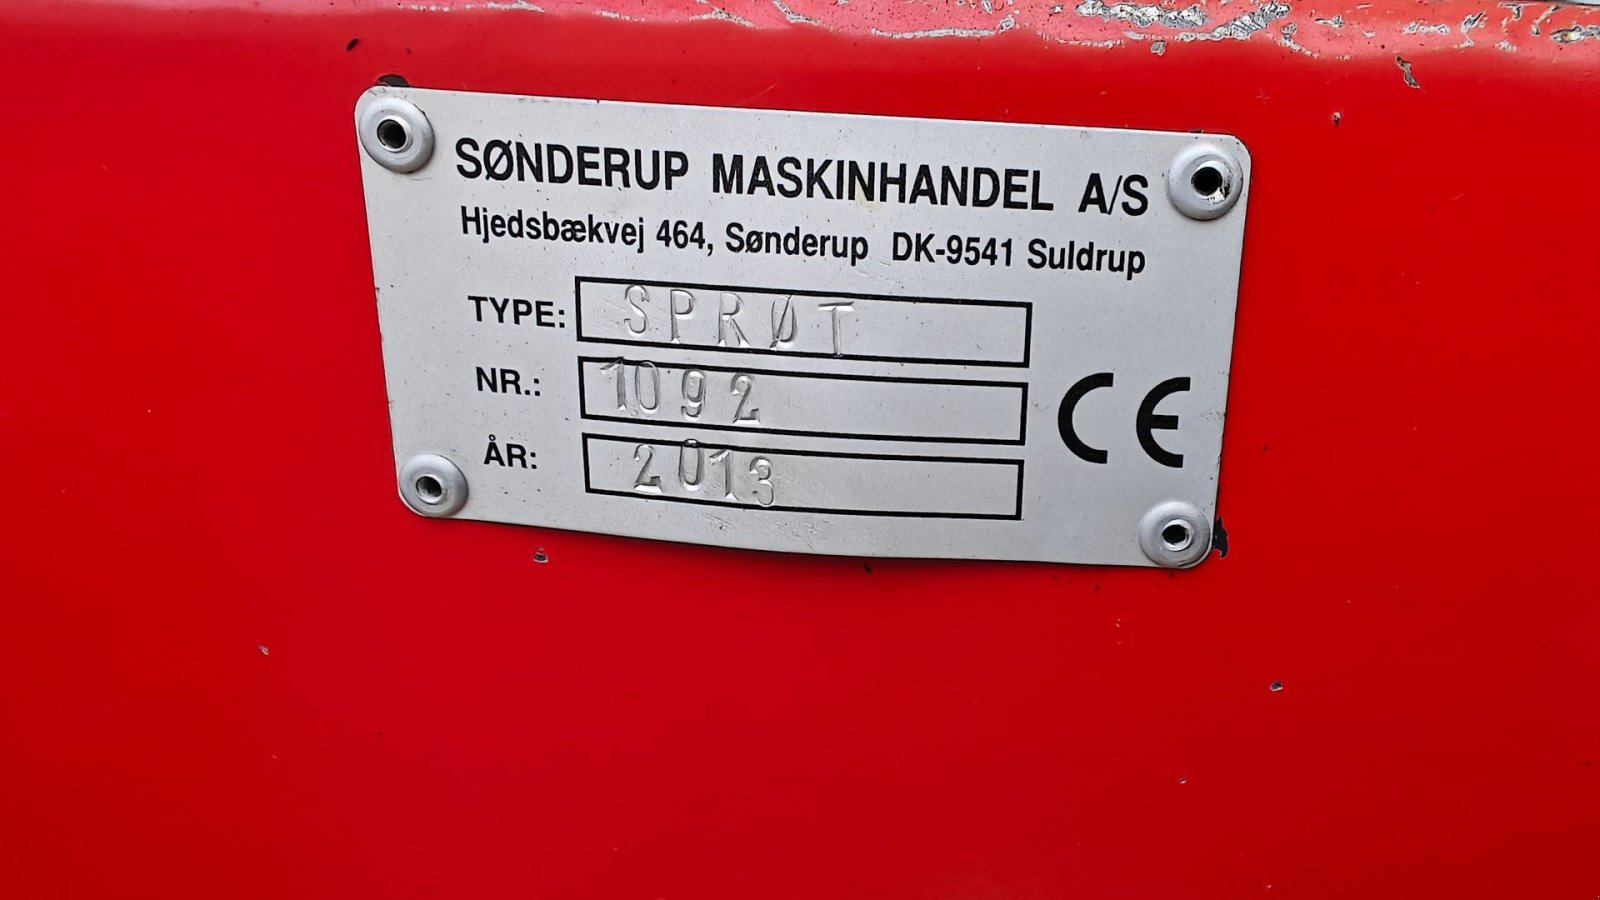 SØNDERUP MASKINHANDEL A/S
Hjedsbækvej 464, Sønderup DK-9541 Suldrup
TYPE: SPRØT
NR.: 1092
ÅR: 2013
CE